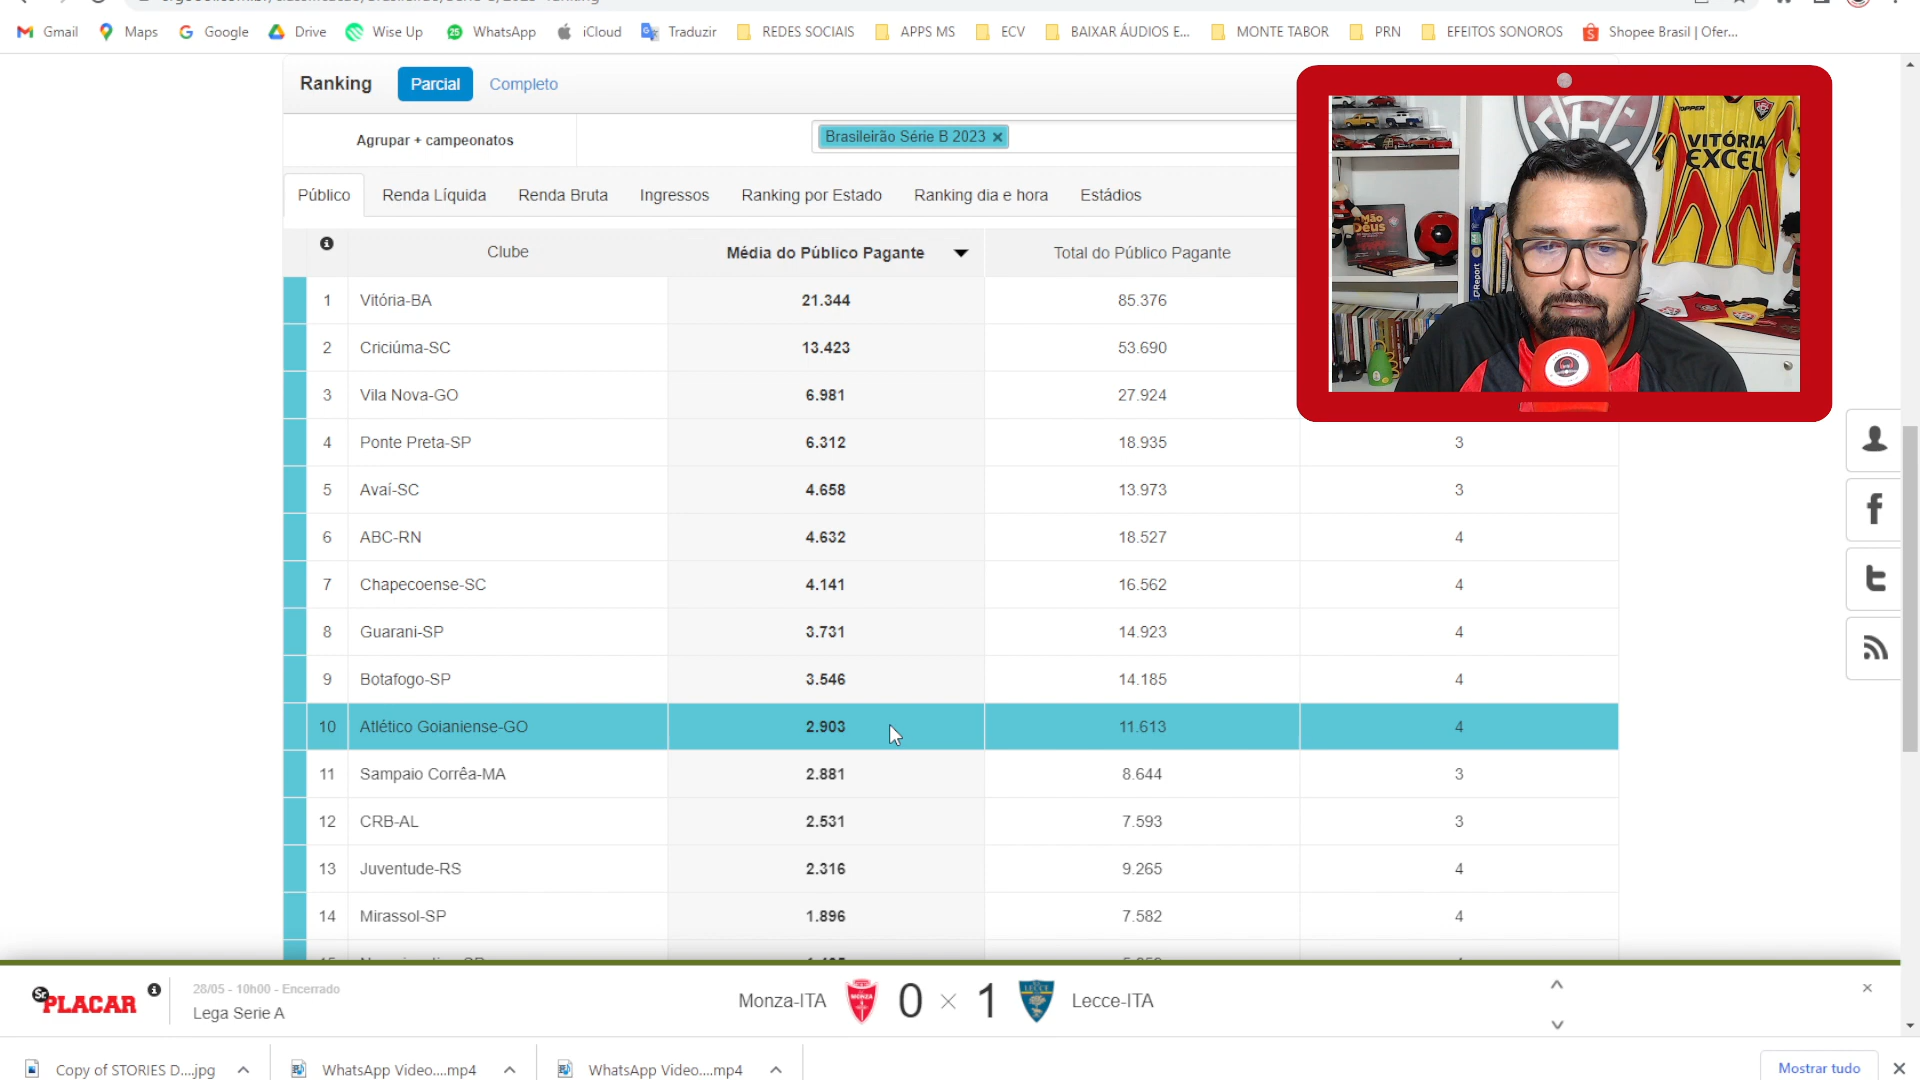 Gmail Maps Google Drive Wise Up WhatsApp iCloud Traduzir REDES SOCIAIS APPS MS ECV BAIXAR ÁUDIOS E... MONTE TABOR PRN EFEITOS SONOROS Shopee Brasil | Ofer...
Ranking Parcial Completo
Agrupar + campeonatos Brasileirão Série B 2023 ×
Público Renda Líquida Renda Bruta Ingressos Ranking por Estado Ranking dia e hora Estádios
Clube Média do Público Pagante Total do Público Pagante
1 Vitória-BA 21.344 85.376
2 Criciúma-SC 13.423 53.690
3 Vila Nova-GO 6.981 27.924
4 Ponte Preta-SP 6.312 18.935 3
5 Avaí-SC 4.658 13.973 3
6 ABC-RN 4.632 18.527 4
7 Chapecoense-SC 4.141 16.562 4
8 Guarani-SP 3.731 14.923 4
9 Botafogo-SP 3.546 14.185 4
10 Atlético Goianiense-GO 2.903 11.613 4
11 Sampaio Corrêa-MA 2.881 8.644 3
12 CRB-AL 2.531 7.593 3
13 Juventude-RS 2.316 9.265 4
14 Mirassol-SP 1.896 7.582 4
TOPPER
VITÓRIA
EXCEL
Mão
Deus
Report
Sr PLACAR
28/05 - 10h00 - Encerrado
Lega Serie A
Monza-ITA MONZA 0 × 1 LECCE Lecce-ITA
Copy of STORIES D....jpg WhatsApp Video....mp4 WhatsApp Video....mp4 Mostrar tudo